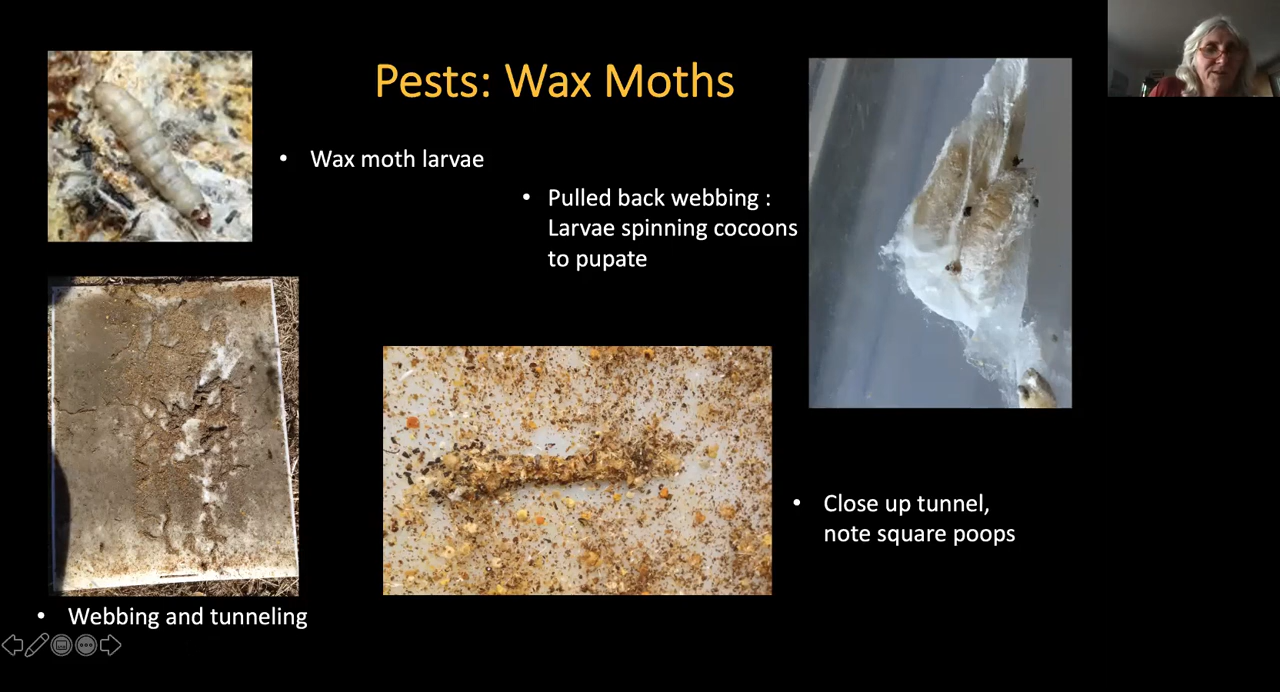 Pests: Wax Moths
• Wax moth larvae
• Pulled back webbing :
Larvae spinning cocoons
to pupate
• Close up tunnel,
note square poops
• Webbing and tunneling